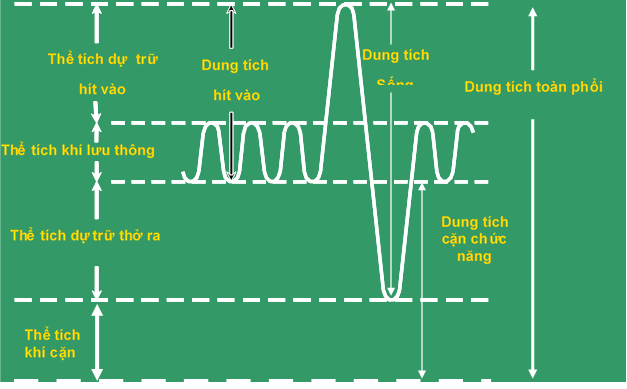 Thể tích dự trữ
hít vào
Dung tích
hít vào
Dung tích
Sống
Dung tích toàn phổi
Thể tích khí lưu thông
Thể tích dự trữ thở ra
Dung tích
cặn chức
năng
Thể tích
khí cặn